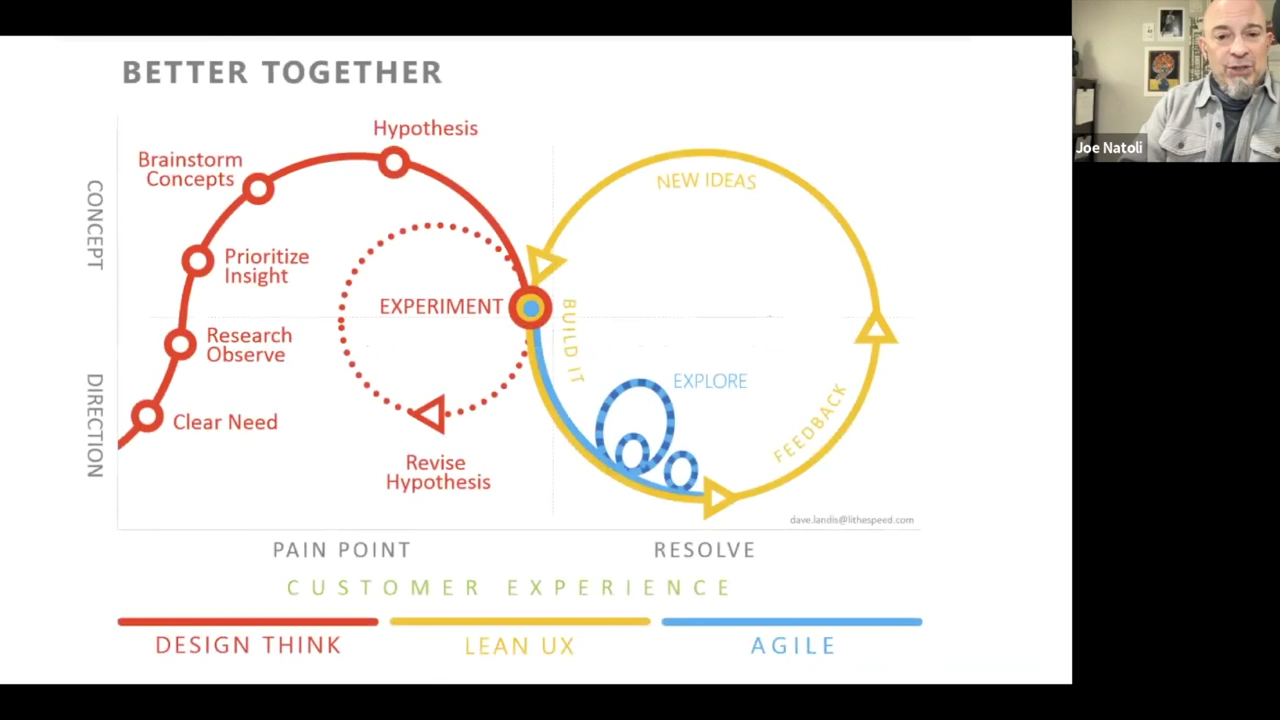 BETTER TOGETHER
Joe Natoli
CONCEPT
DIRECTION
Hypothesis
Brainstorm
Concepts
Prioritize
Insight
Research
Observe
Clear Need
EXPERIMENT
Revise
Hypothesis
NEW IDEAS
BUILD IT
EXPLORE
FEEDBACK
dave.landis@lithespeed.com
PAIN POINT
RESOLVE
CUSTOMER EXPERIENCE
DESIGN THINK
LEAN UX
AGILE